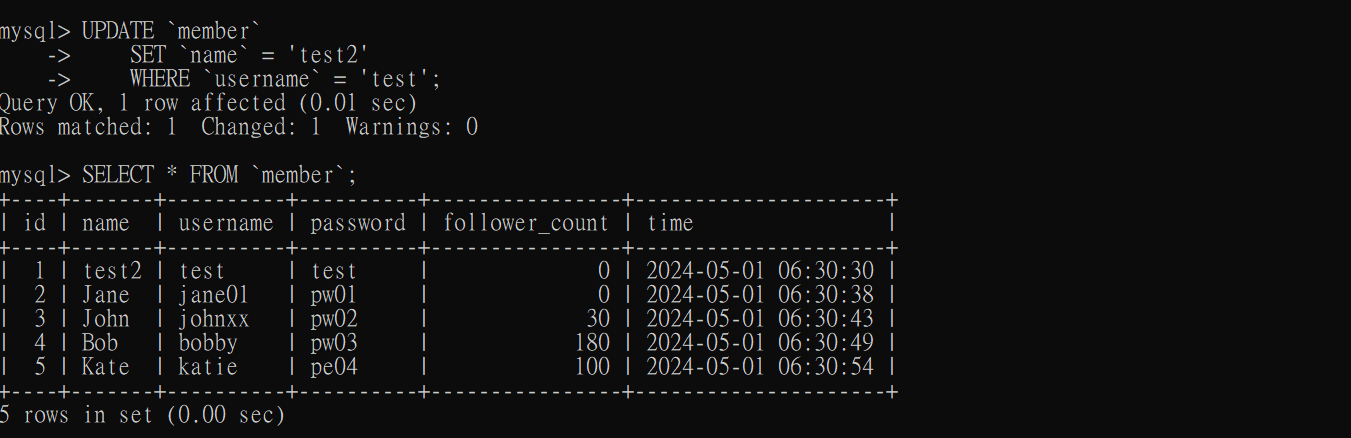 mysql> UPDATE `member`
    ->     SET `name` = 'test2'
    ->     WHERE `username` = 'test';
Query OK, 1 row affected (0.01 sec)
Rows matched: 1  Changed: 1  Warnings: 0

mysql> SELECT * FROM `member`;
+----+-------+----------+----------+----------------+---------------------+
| id | name  | username | password | follower_count | time                |
+----+-------+----------+----------+----------------+---------------------+
|  1 | test2 | test     | test     |              0 | 2024-05-01 06:30:30 |
|  2 | Jane  | jane01   | pw01     |              0 | 2024-05-01 06:30:38 |
|  3 | John  | johnxx   | pw02     |             30 | 2024-05-01 06:30:43 |
|  4 | Bob   | bobby    | pw03     |            180 | 2024-05-01 06:30:49 |
|  5 | Kate  | katie    | pe04     |            100 | 2024-05-01 06:30:54 |
+----+-------+----------+----------+----------------+---------------------+
5 rows in set (0.00 sec)